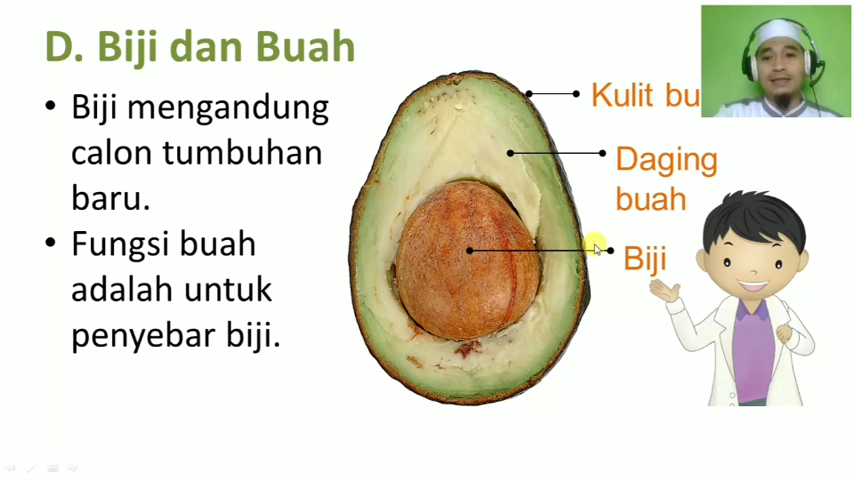 D. Biji dan Buah
• Biji mengandung
calon tumbuhan
baru.
• Fungsi buah
adalah untuk
penyebar biji.
Kulit bu
Daging
buah
Biji